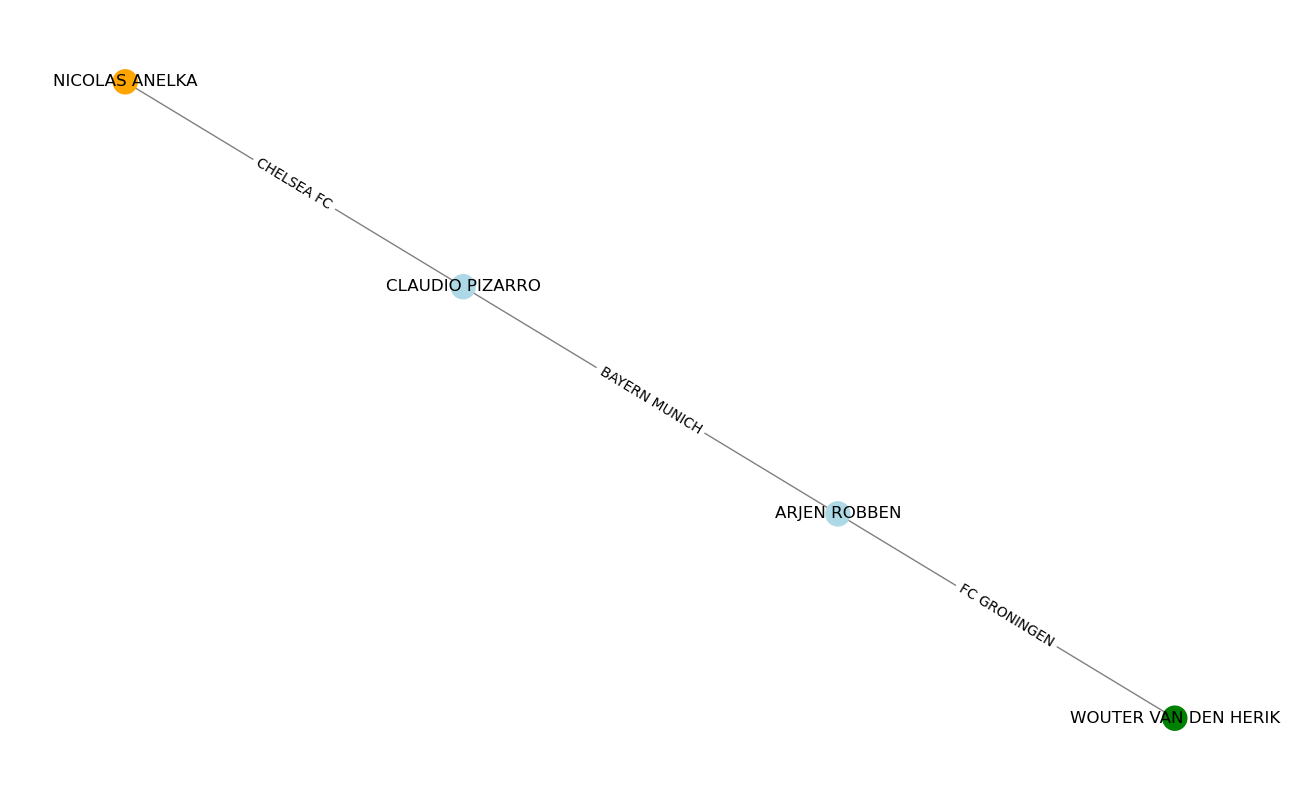 NICOLAS ANELKA
CHELSEA FC
CLAUDIO PIZARRO
BAYERN MUNICH
ARJEN ROBBEN
FC GRONINGEN
WOUTER VAN DEN HERIK